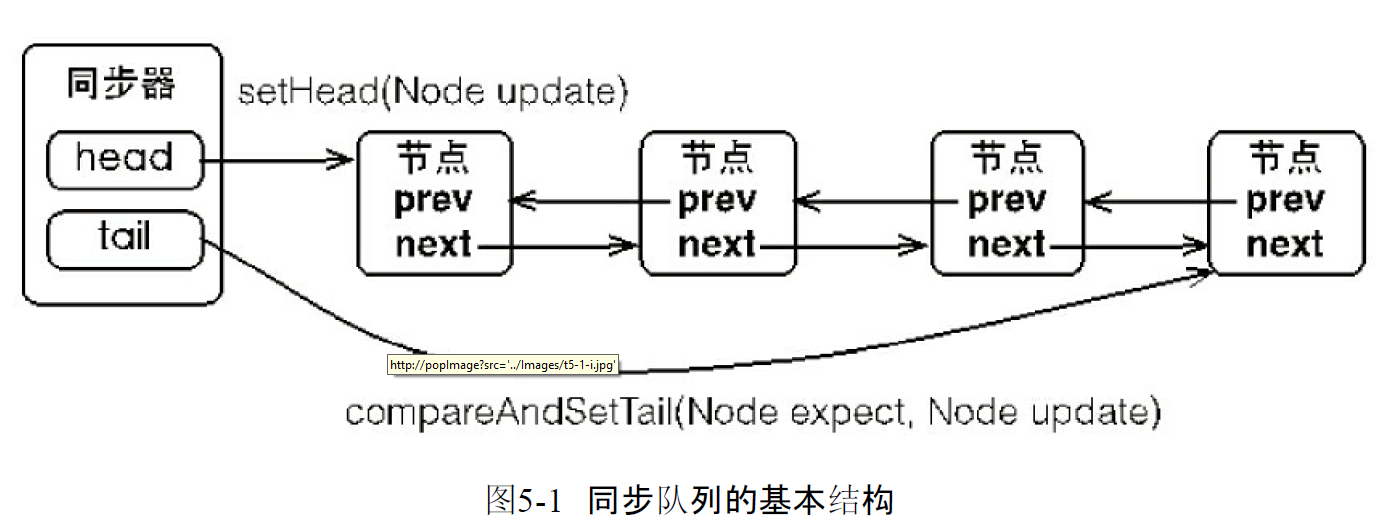 同步器
setHead(Node update)
head
tail
节点
prev
next
节点
prev
next
节点
prev
next
节点
prev
next
http://popImage?src='../Images/t5-1-i.jpg'
compareAndSetTail(Node expect, Node update)
图5-1 同步队列的基本结构